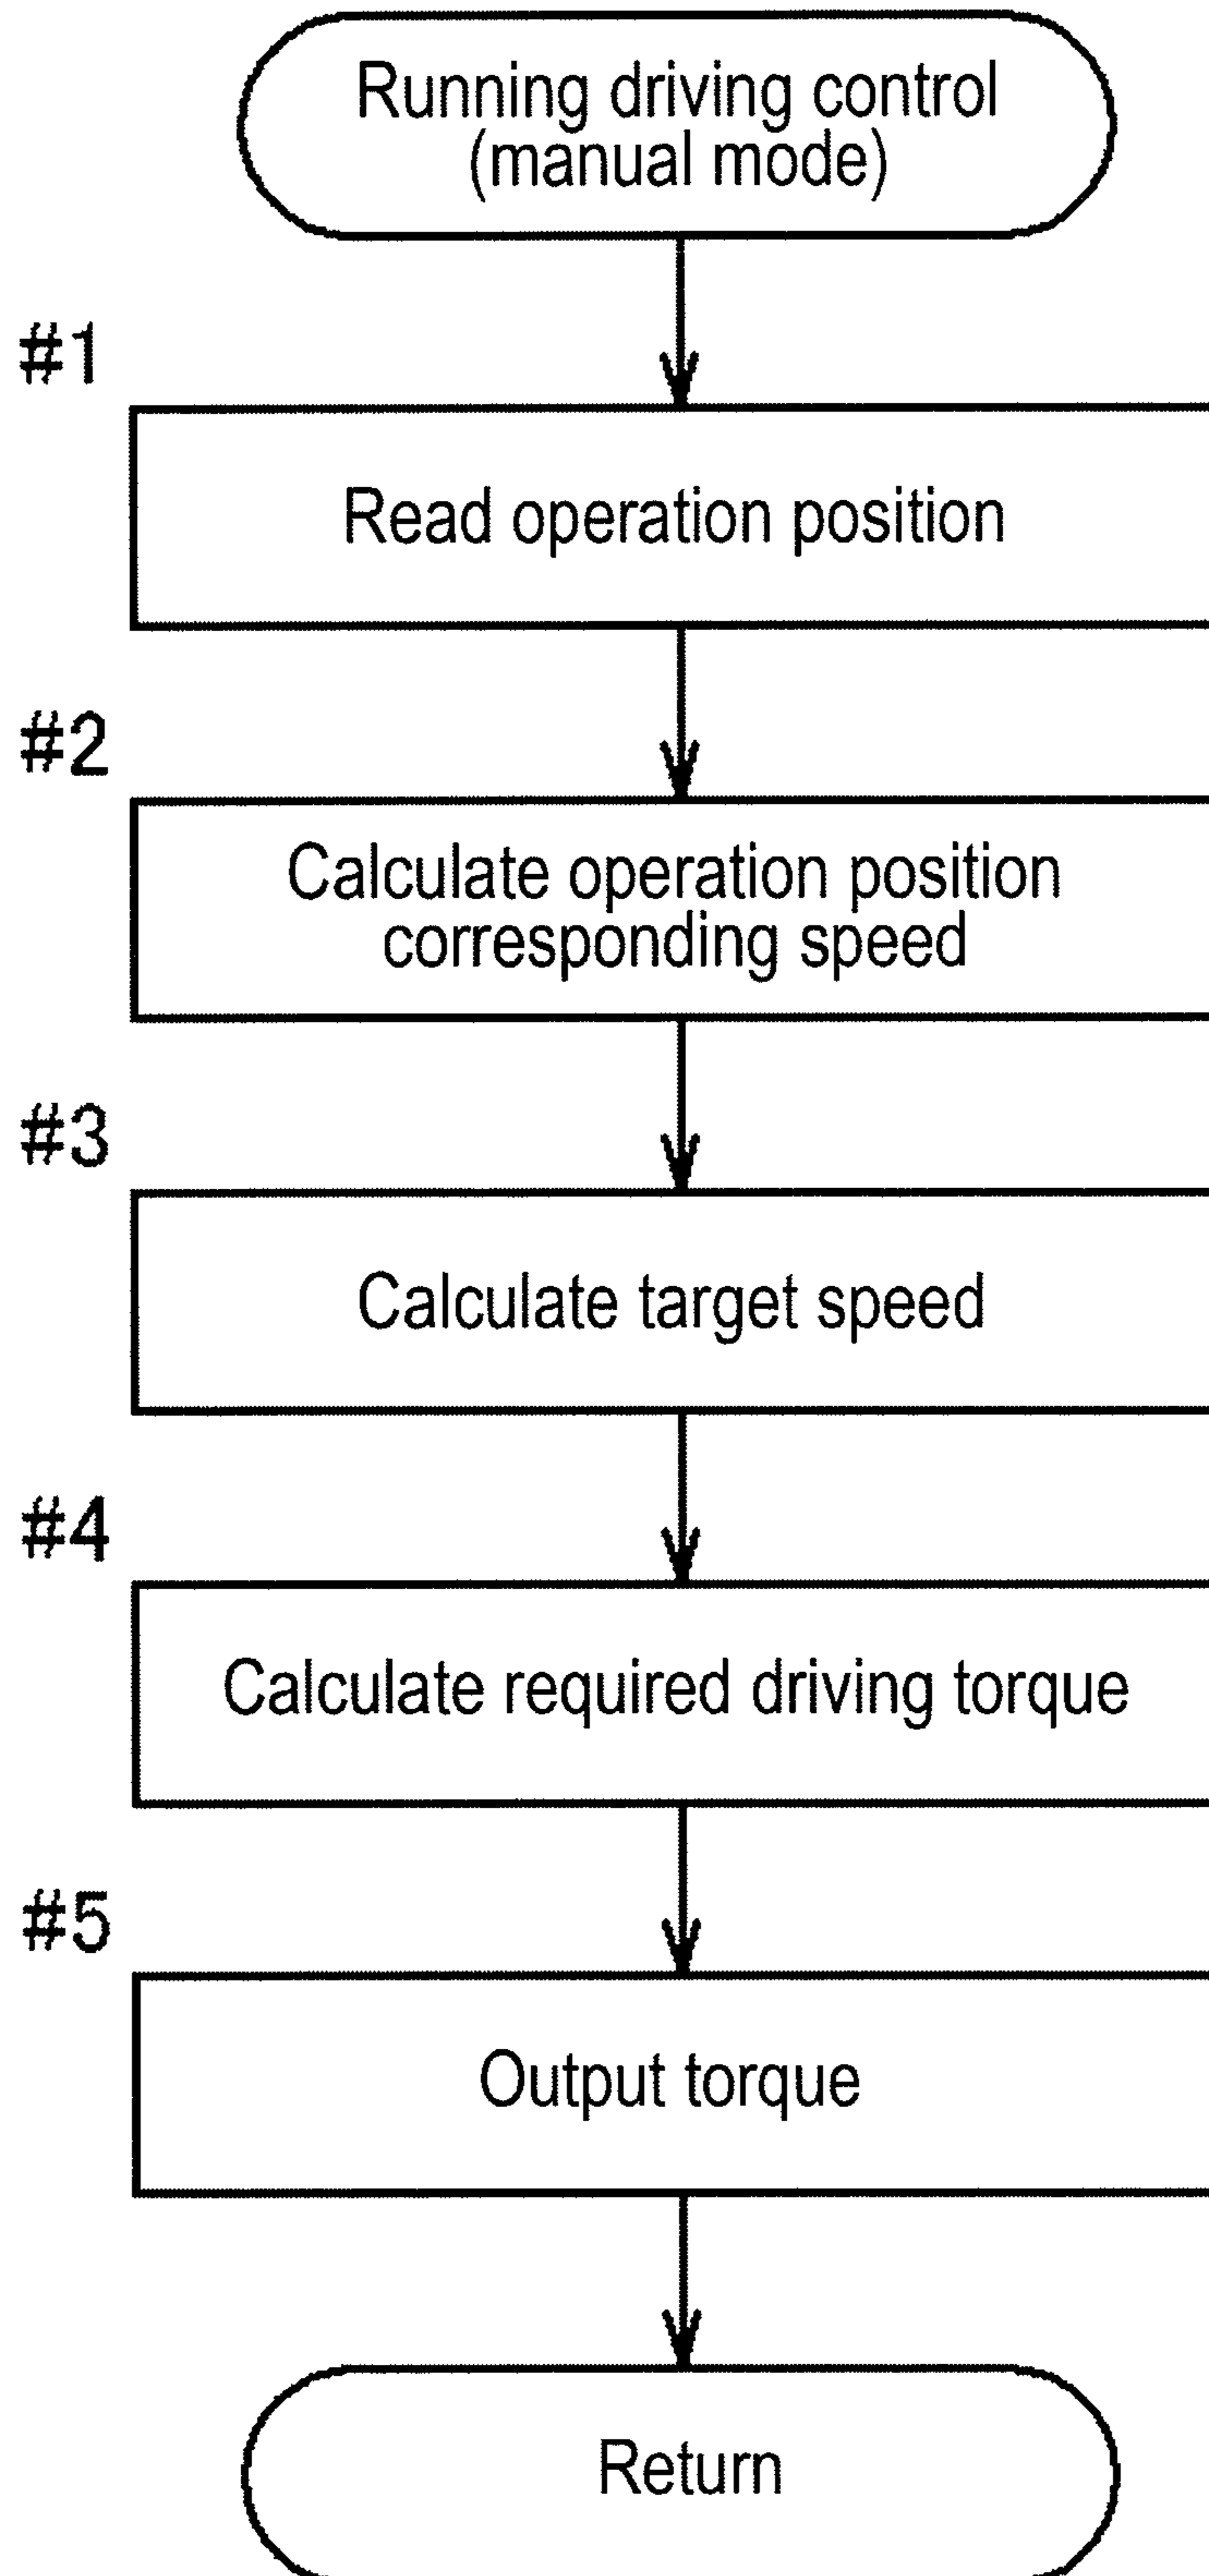 Running driving control
(manual mode)
#1
Read operation position
#2
Calculate operation position
corresponding speed
#3
Calculate target speed
#4
Calculate required driving torque
#5
Output torque
Return